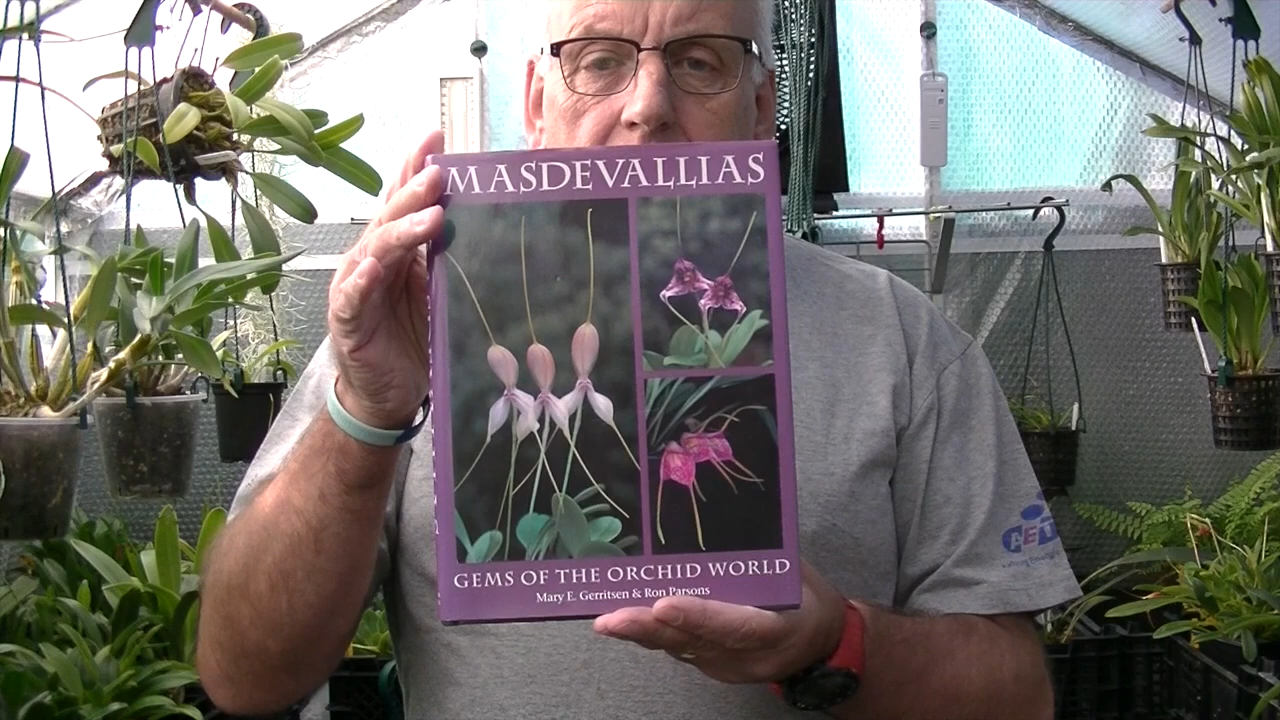 MASDEVALLIAS
GEMS OF THE ORCHID WORLD
Mary E. Gerritsen & Ron Parsons